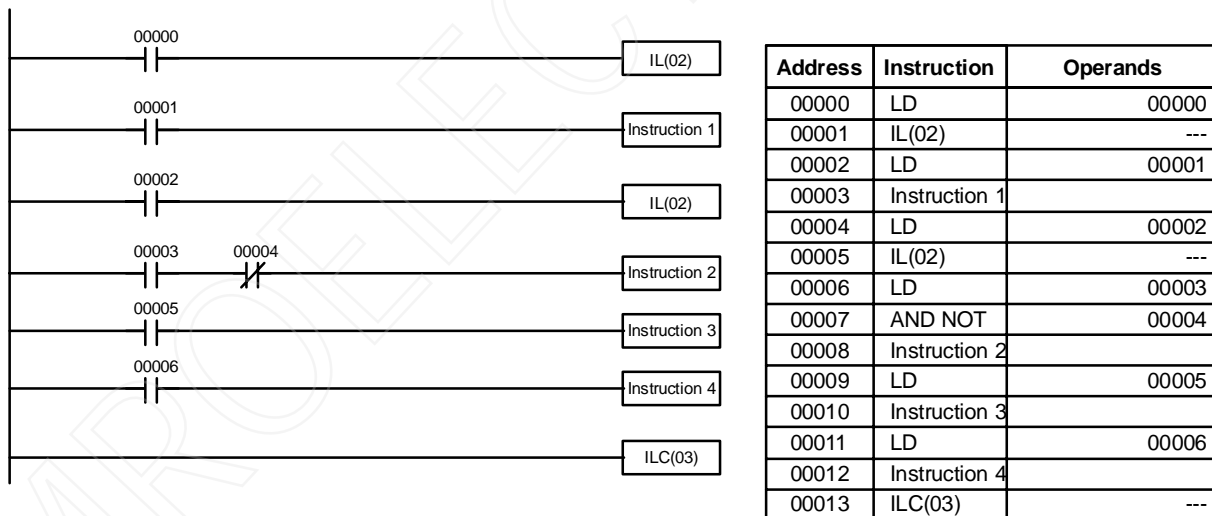 00000
IL(02)
00001
Instruction 1
00002
IL(02)
00003 00004
Instruction 2
00005
Instruction 3
00006
Instruction 4
ILC(03)
Address Instruction Operands
00000 LD 00000
00001 IL(02) ---
00002 LD 00001
00003 Instruction 1
00004 LD 00002
00005 IL(02) ---
00006 LD 00003
00007 AND NOT 00004
00008 Instruction 2
00009 LD 00005
00010 Instruction 3
00011 LD 00006
00012 Instruction 4
00013 ILC(03) ---